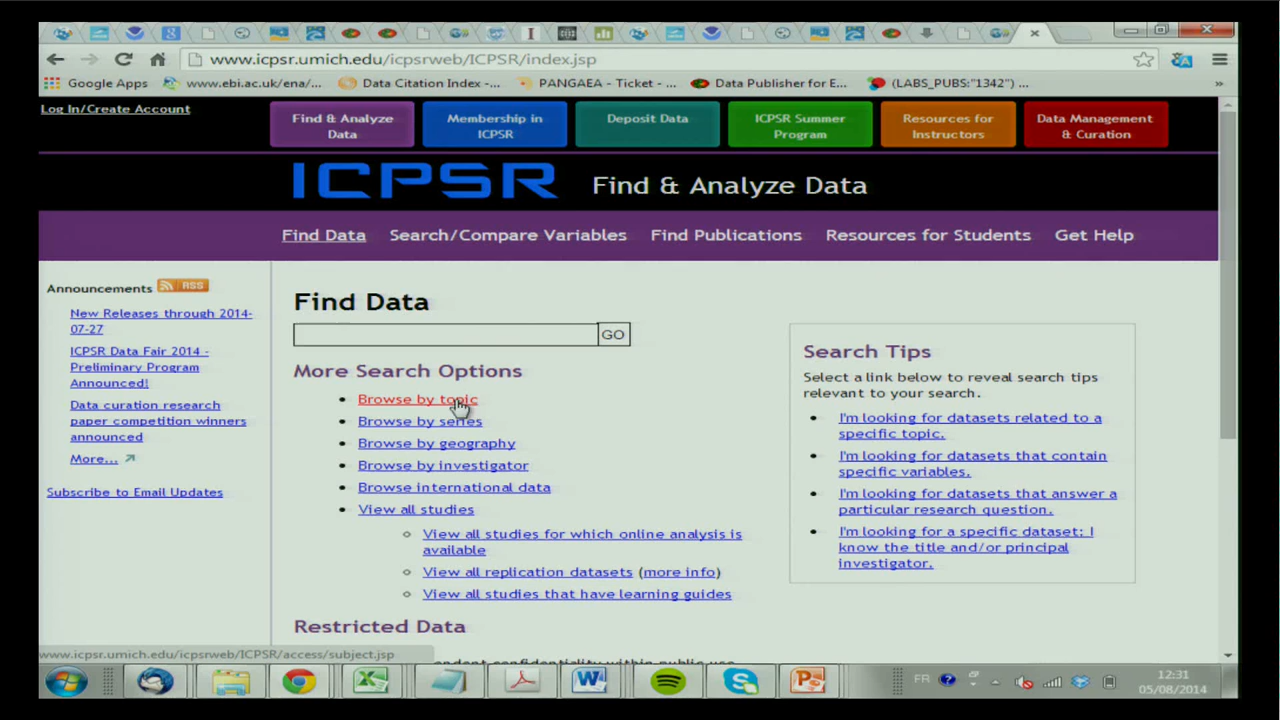 www.icpsr.umich.edu/icpsrweb/ICPSR/index.jsp
Google Apps
www.ebi.ac.uk/ena/...
Data Citation Index -...
PANGAEA - Ticket - ...
Data Publisher for E...
(LABS_PUBS:"1342") ...
»
Log In/Create Account
Find & Analyze
Data
Membership in
ICPSR
Deposit Data
ICPSR Summer
Program
Resources for
Instructors
Data Management
& Curation
ICPSR
Find & Analyze Data
Find Data
Search/Compare Variables
Find Publications
Resources for Students
Get Help
Announcements
RSS
New Releases through 2014-
07-27
ICPSR Data Fair 2014 -
Preliminary Program
Announced!
Data curation research
paper competition winners
announced
More...
Subscribe to Email Updates
Find Data
GO
More Search Options
Browse by topic
Browse by series
Browse by geography
Browse by investigator
Browse international data
View all studies
View all studies for which online analysis is
available
View all replication datasets (more info)
View all studies that have learning guides
Restricted Data
Search Tips
Select a link below to reveal search tips
relevant to your search.
I'm looking for datasets related to a
specific topic.
I'm looking for datasets that contain
specific variables.
I'm looking for datasets that answer a
particular research question.
I'm looking for a specific dataset; I
know the title and/or principal
investigator.
www.icpsr.umich.edu/icpsrweb/ICPSR/access/subject.jsp
confidentiality within public use
FR
12:31
05/08/2014